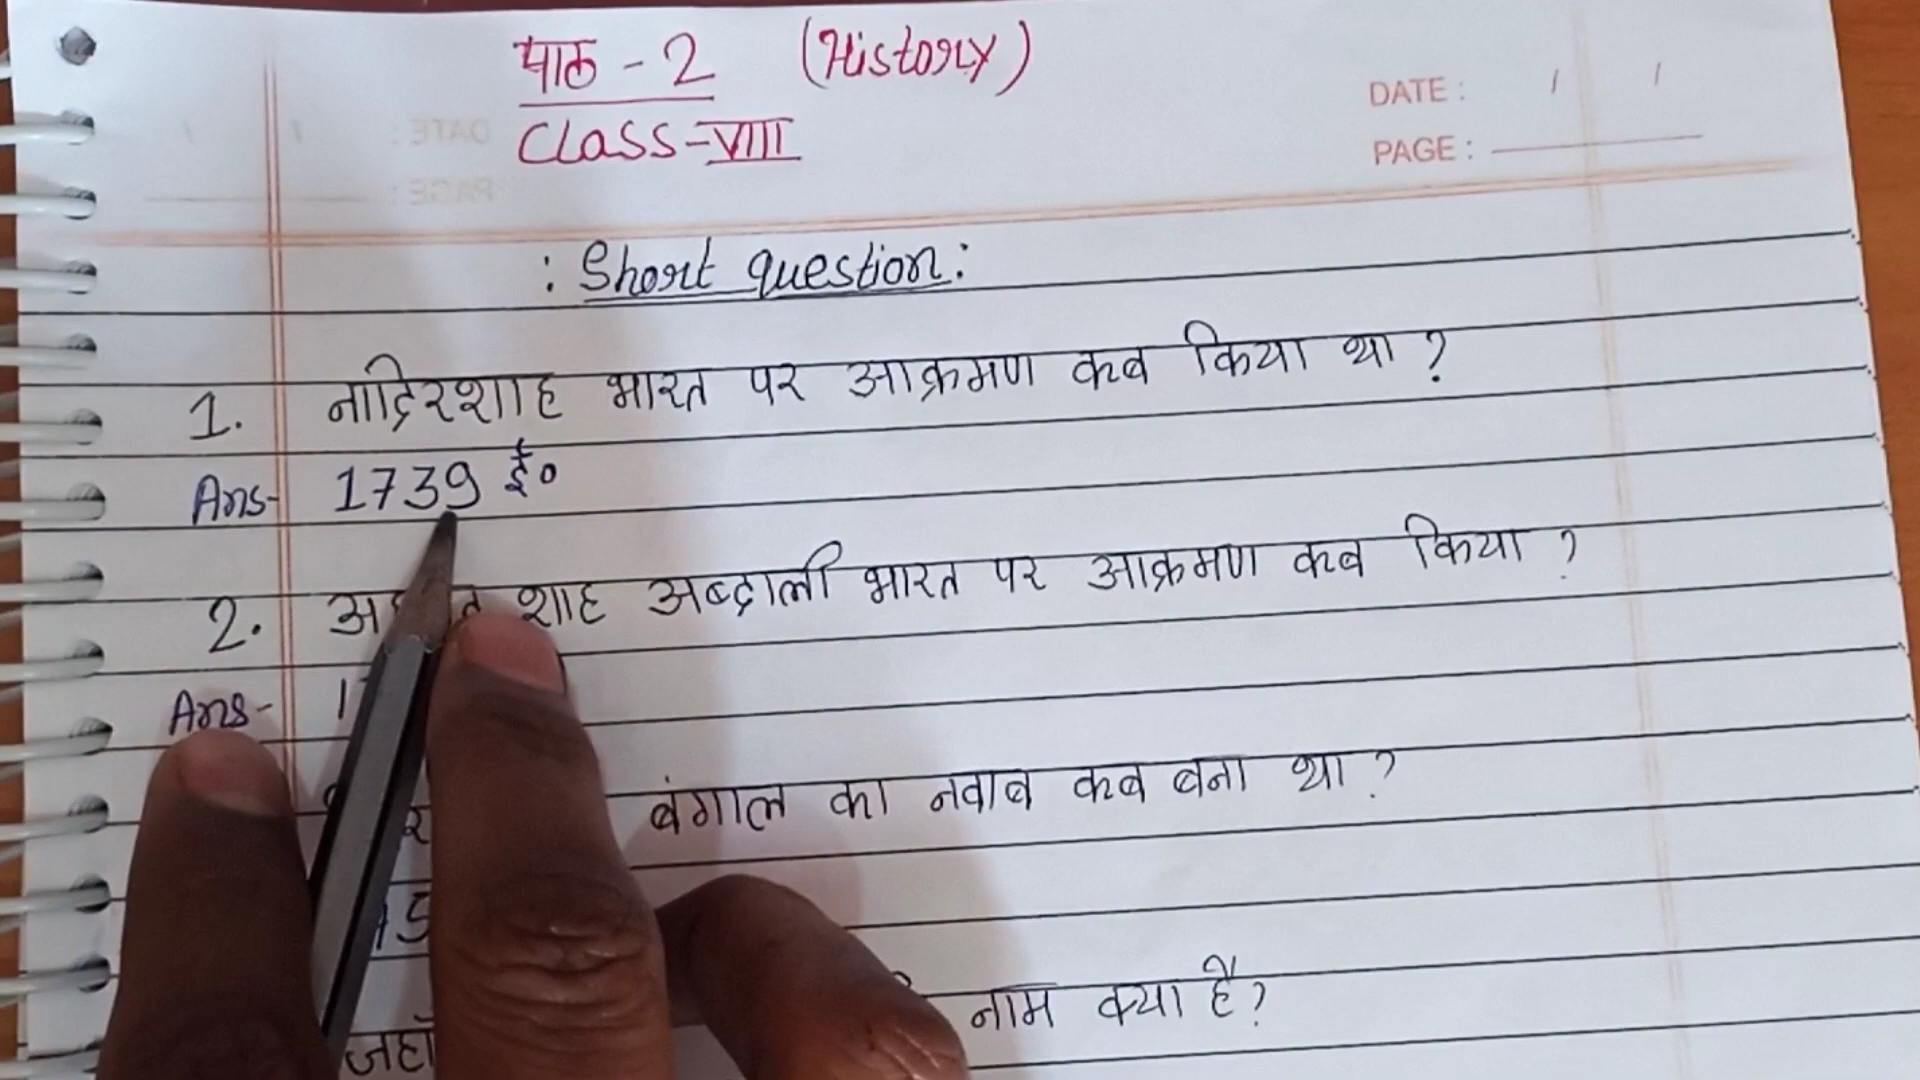 पाठ - 2 (History)
Class-VIII
DATE : / /
PAGE :
: Short question :
1. नादिरशाह भारत पर आक्रमण कब किया था ?
Ans- 1739 ई०
2. शाह अब्दाली भारत पर आक्रमण कब किया ?
Ans-
बंगाल का नवाब कब बना था ?
नाम क्या है ?